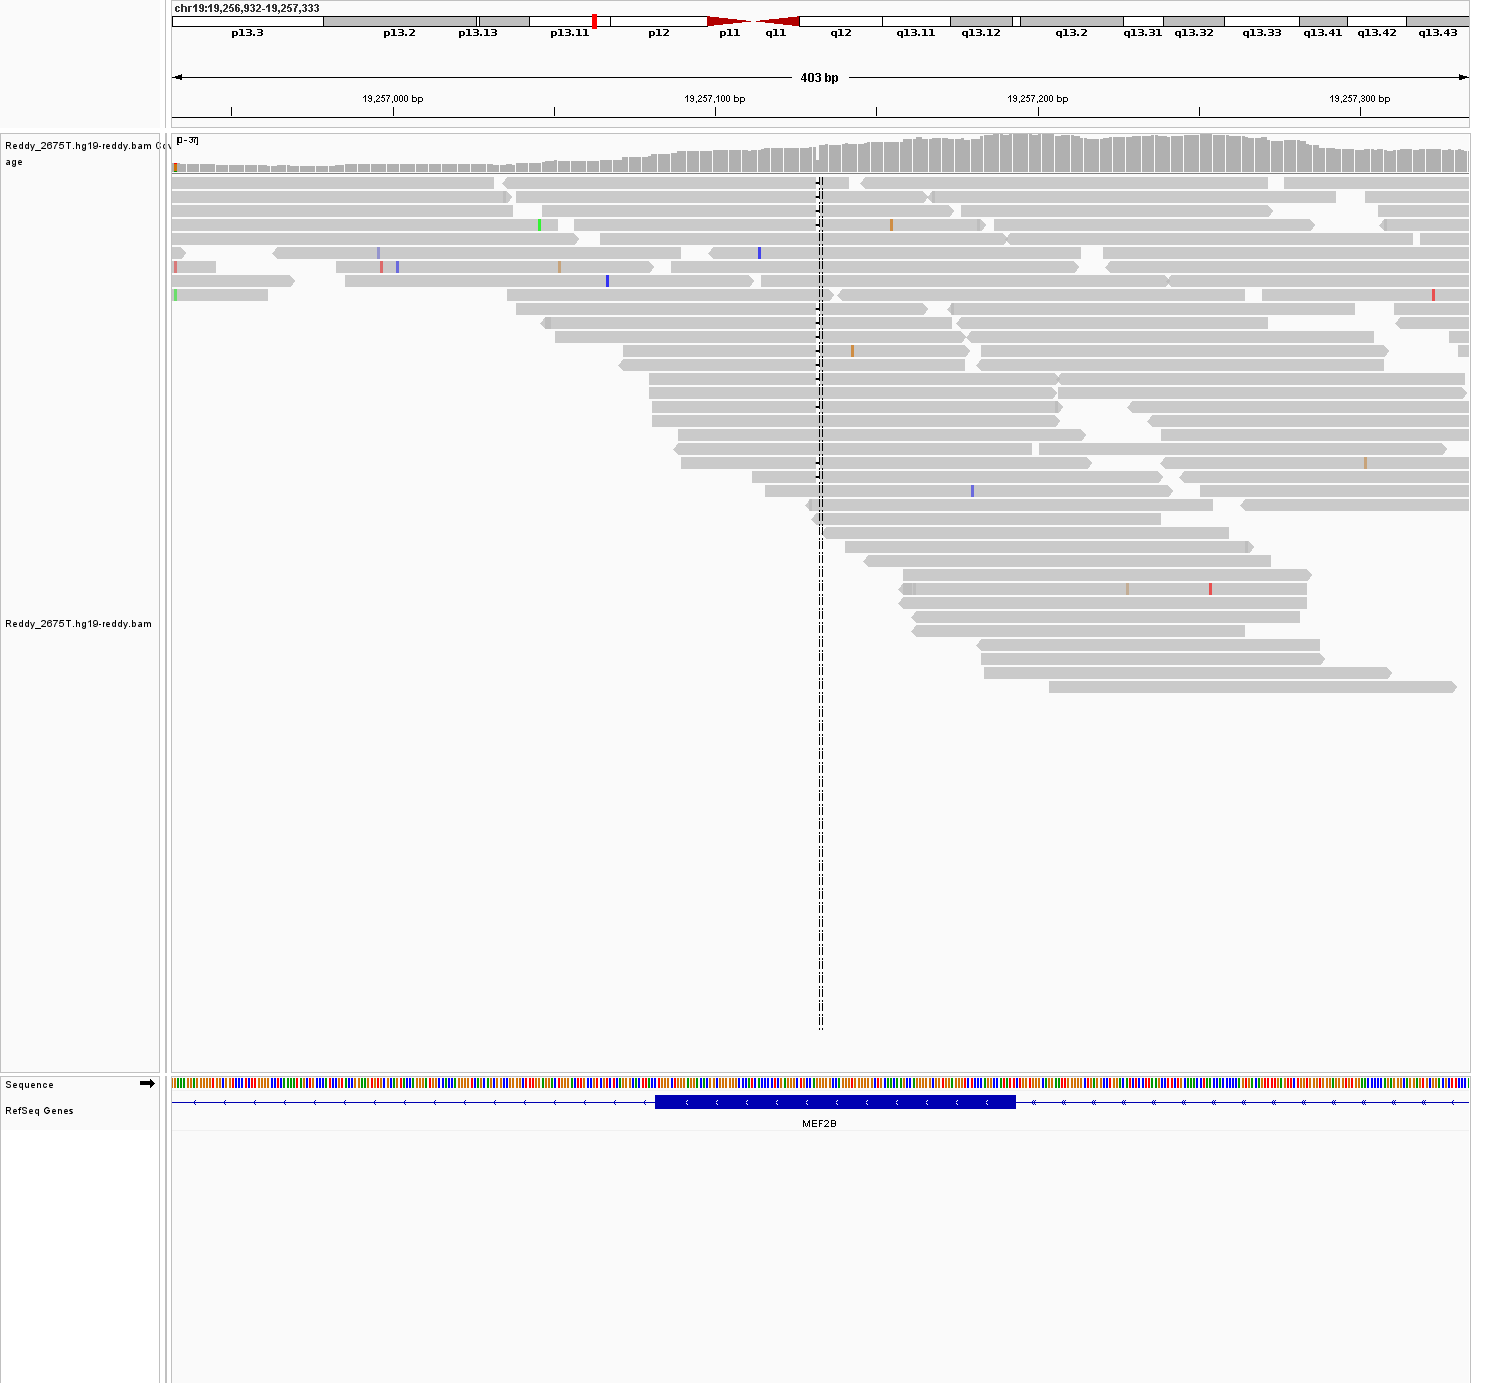 chr19:19,256,932-19,257,333
p13.3 p13.2 p13.13 p13.11 p12 p11 q11 q12 q13.11 q13.12 q13.2 q13.31 q13.32 q13.33 q13.41 q13.42 q13.43
403 bp
19,257,000 bp 19,257,100 bp 19,257,200 bp 19,257,300 bp
[0-37]
Reddy_2675T.hg19-reddy.bam Cov
age
Reddy_2675T.hg19-reddy.bam
Sequence
RefSeq Genes
MEF2B